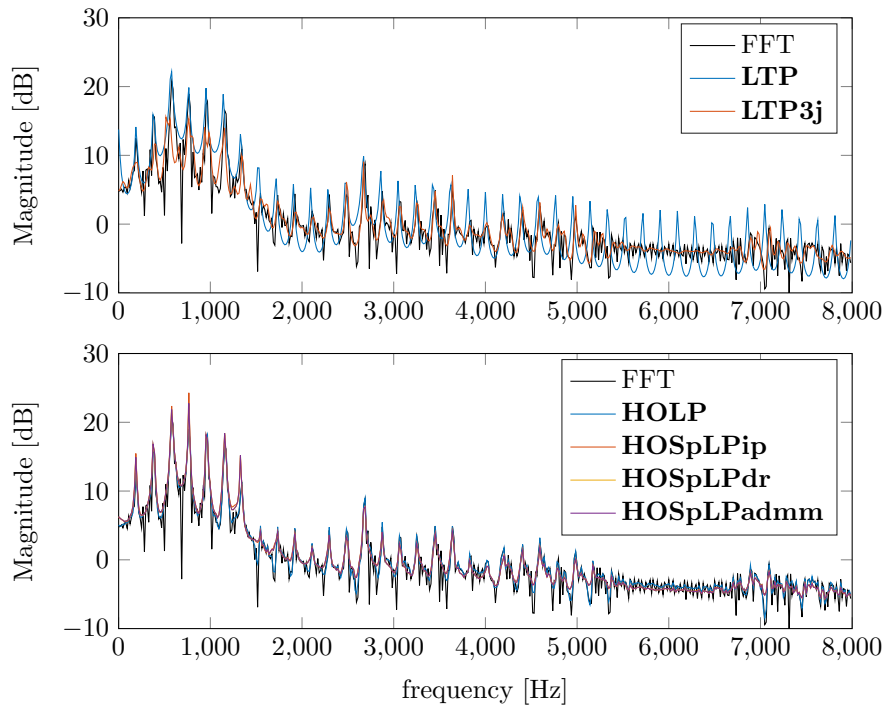 30
20
10
0
−10
Magnitude [dB]
FFT
LTP
LTP3j
0 1,000 2,000 3,000 4,000 5,000 6,000 7,000 8,000
30
20
10
0
−10
Magnitude [dB]
FFT
HOLP
HOSpLPip
HOSpLPdr
HOSpLPadmm
0 1,000 2,000 3,000 4,000 5,000 6,000 7,000 8,000
frequency [Hz]